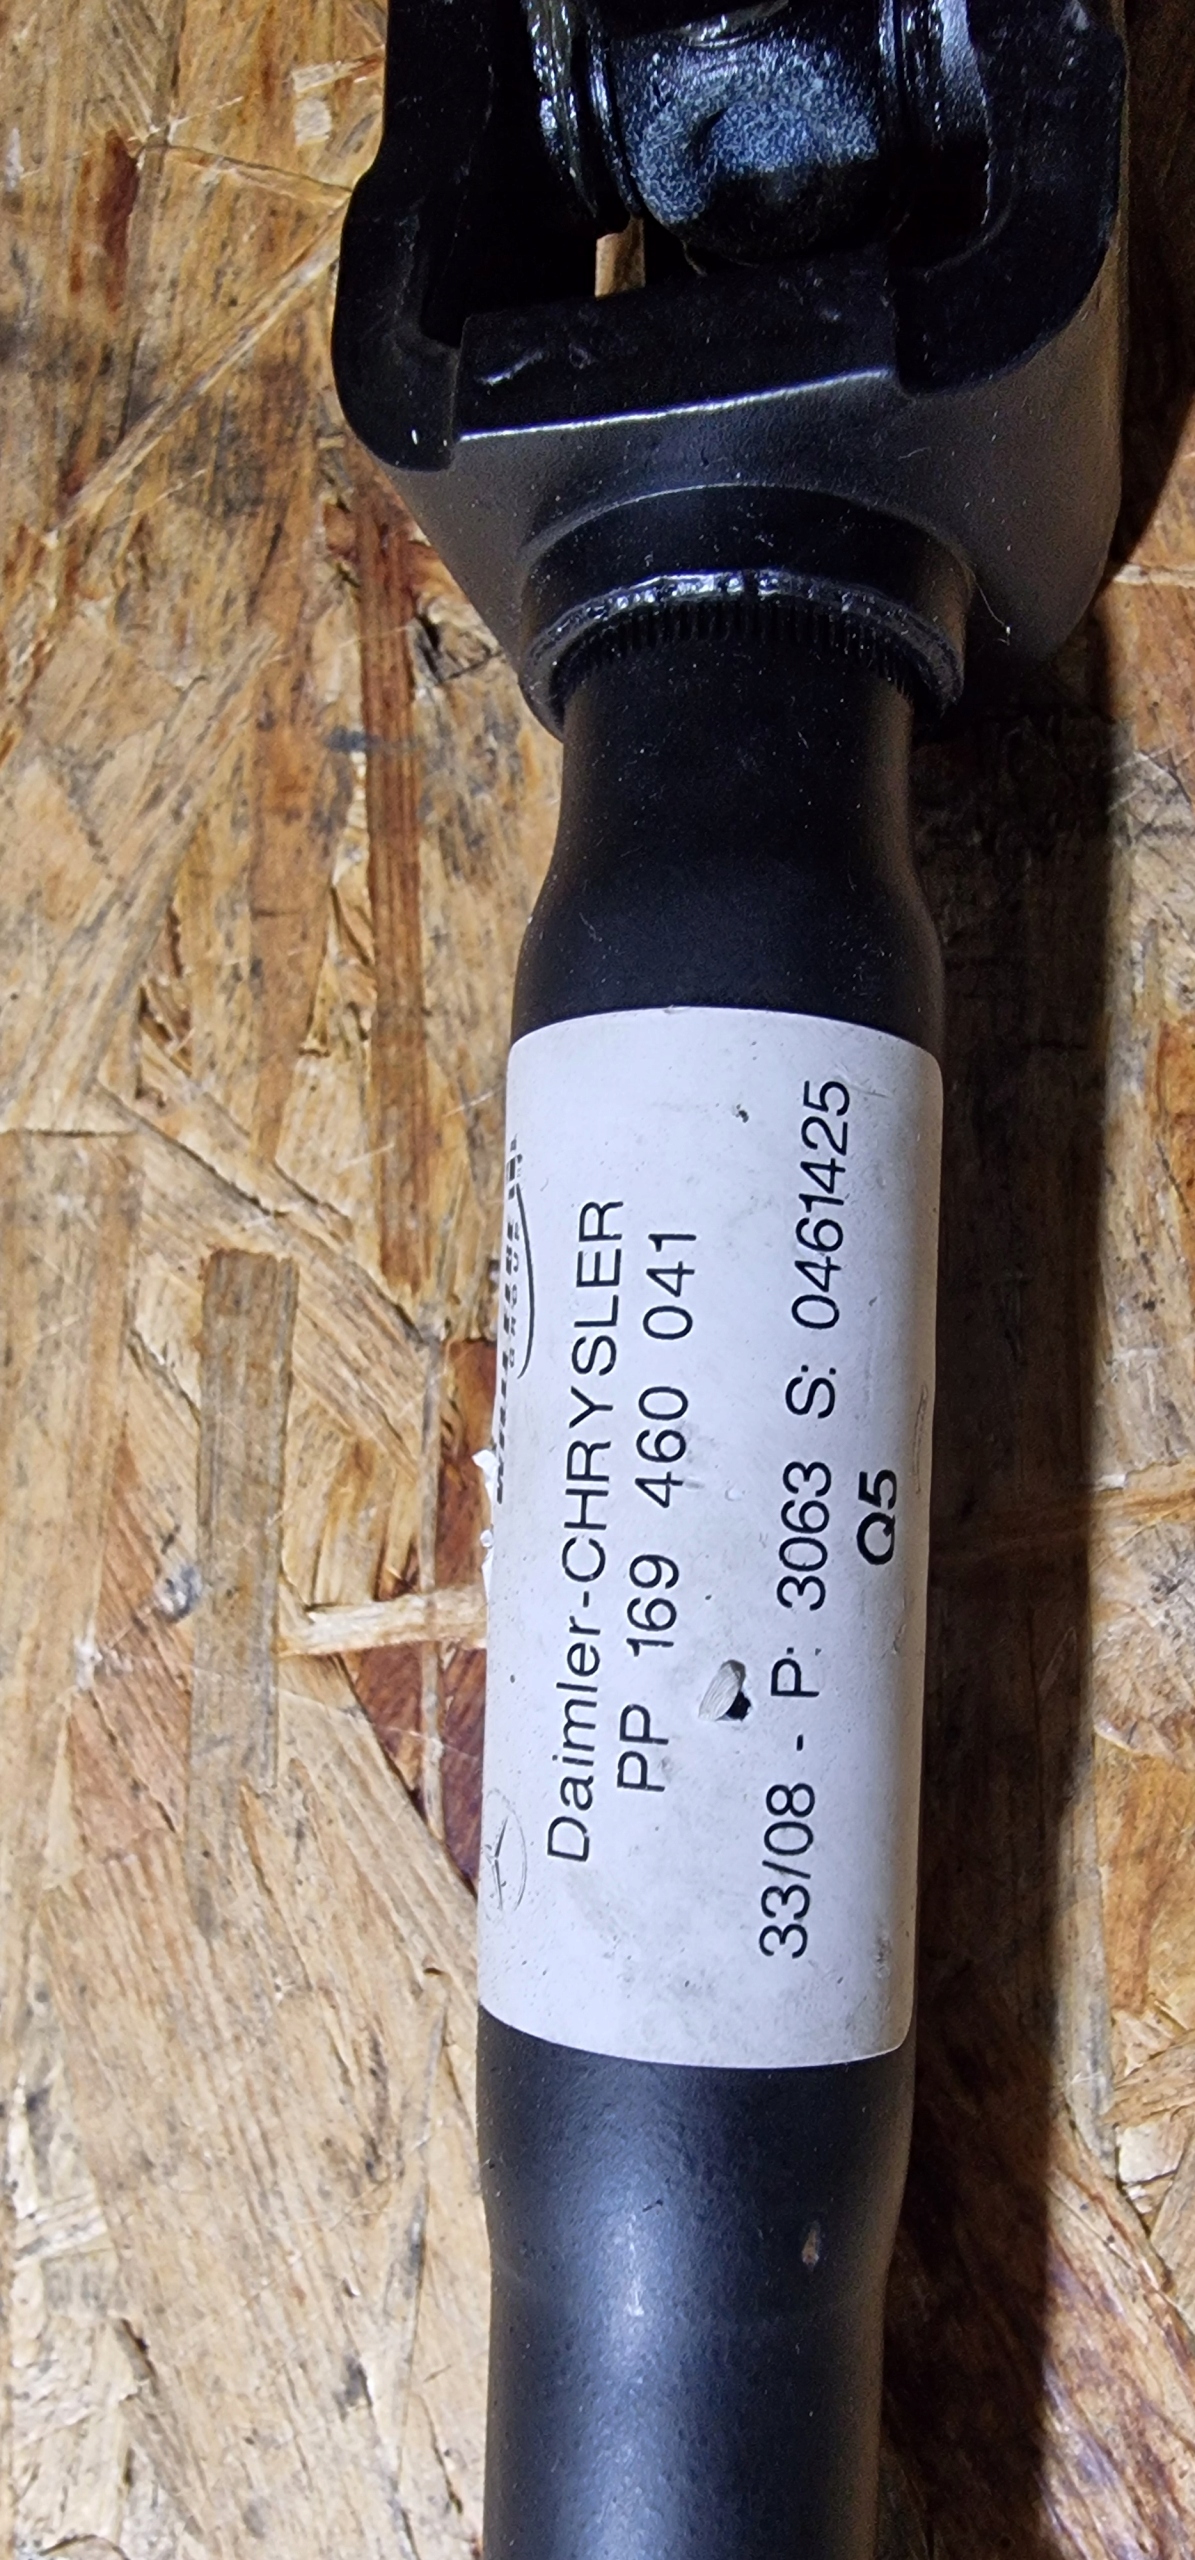 Daimler-CHRYSLER
PP 169 460 041
33/08 - P: 3063 S: 0461425
Q5